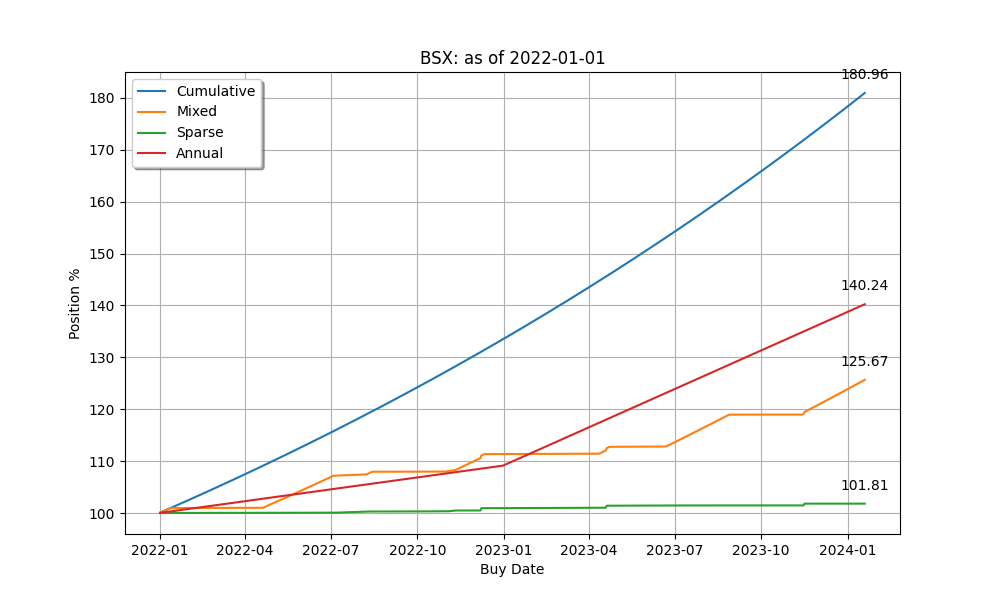 BSX: as of 2022-01-01
180.96
Cumulative
Mixed
Sparse
Annual
180
170
160
150
140
130
120
110
100
140.24
125.67
101.81
Position %
2022-01 2022-04 2022-07 2022-10 2023-01 2023-04 2023-07 2023-10 2024-01
Buy Date